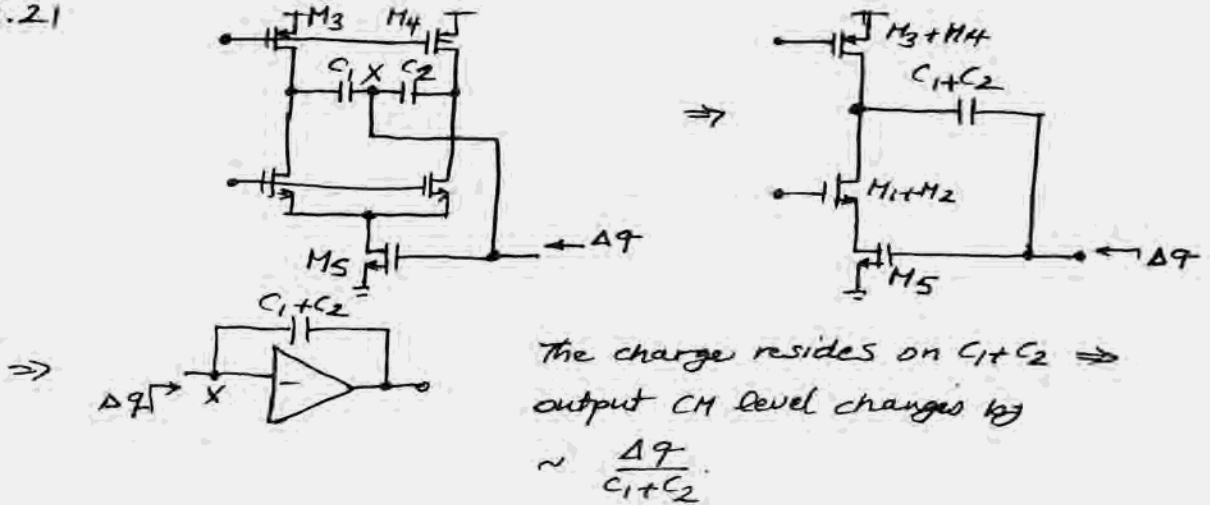 .21
M3 M4
C1 X C2
M5
Δq
⇒
M3+M4
C1+C2
M1+M2
M5
Δq
⇒
C1+C2
Δq
X
−
The charge resides on C1+C2 ⇒
output CM level changes by
~ Δq
C1+C2.